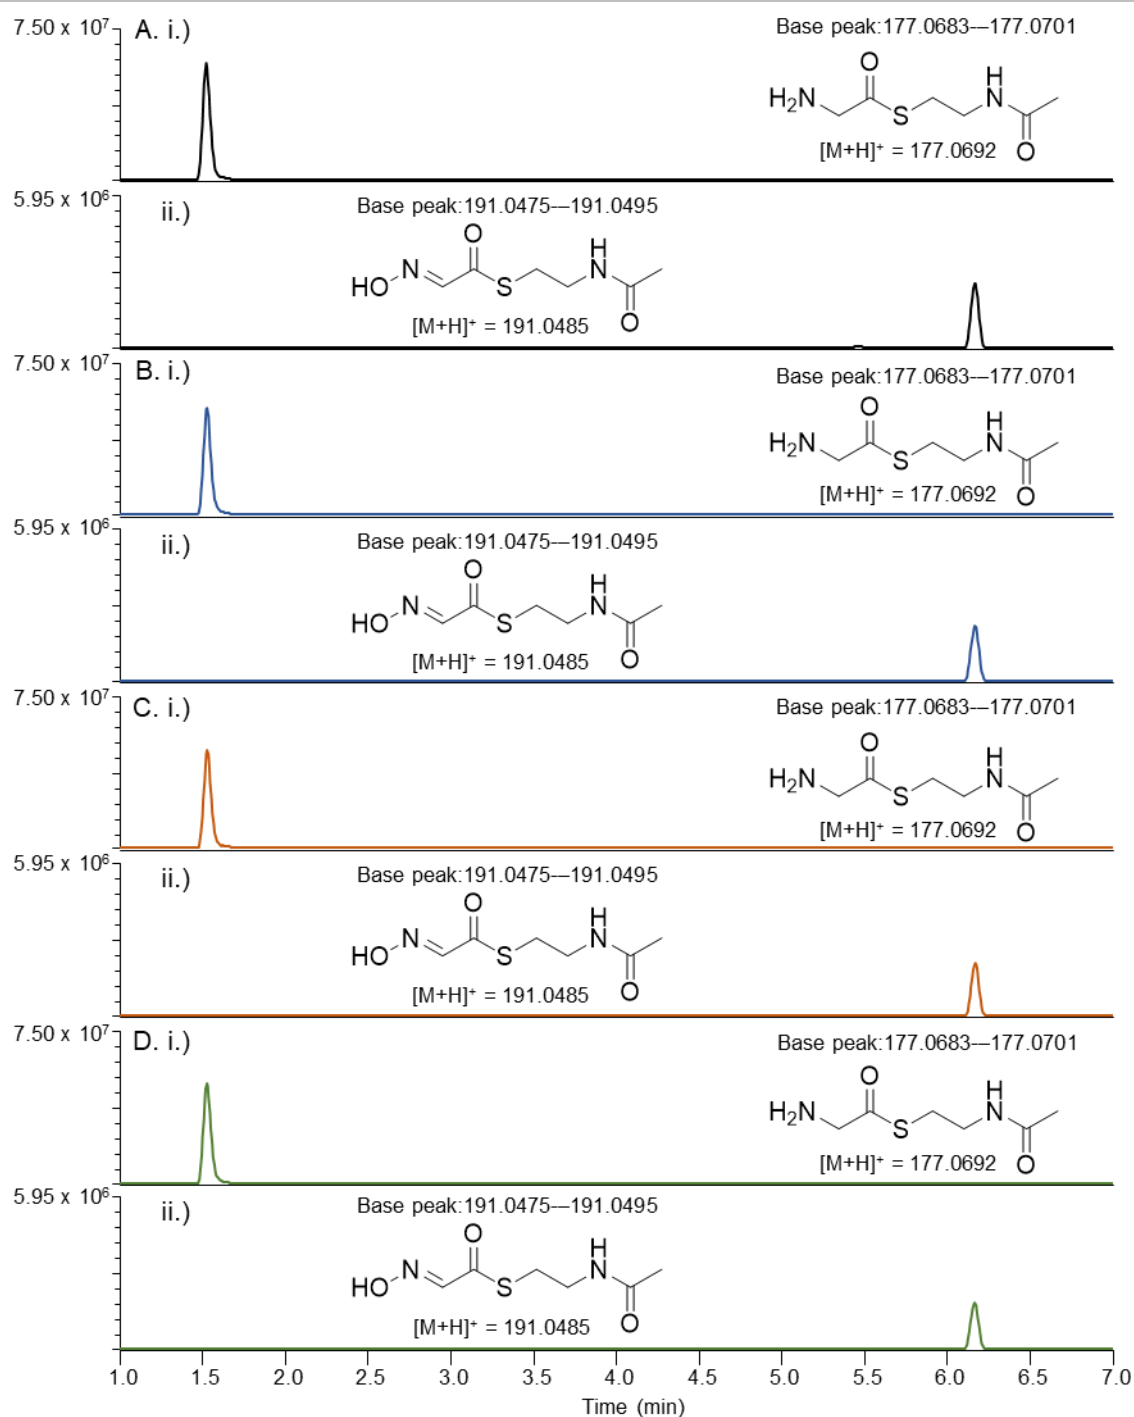 7.50 x 10⁷
A. i.)
Base peak:177.0683---177.0701
O
H
H₂N
S
N
O
[M+H]⁺ = 177.0692
5.95 x 10⁶
ii.)
Base peak:191.0475---191.0495
O
H
N
HO
S
N
O
[M+H]⁺ = 191.0485
7.50 x 10⁷
B. i.)
Base peak:177.0683---177.0701
O
H
H₂N
S
N
O
[M+H]⁺ = 177.0692
5.95 x 10⁶
ii.)
Base peak:191.0475---191.0495
O
H
N
HO
S
N
O
[M+H]⁺ = 191.0485
7.50 x 10⁷
C. i.)
Base peak:177.0683---177.0701
O
H
H₂N
S
N
O
[M+H]⁺ = 177.0692
5.95 x 10⁶
ii.)
Base peak:191.0475---191.0495
O
H
N
HO
S
N
O
[M+H]⁺ = 191.0485
7.50 x 10⁷
D. i.)
Base peak:177.0683---177.0701
O
H
H₂N
S
N
O
[M+H]⁺ = 177.0692
5.95 x 10⁶
ii.)
Base peak:191.0475---191.0495
O
H
N
HO
S
N
O
[M+H]⁺ = 191.0485
1.0 1.5 2.0 2.5 3.0 3.5 4.0 4.5 5.0 5.5 6.0 6.5 7.0
Time (min)